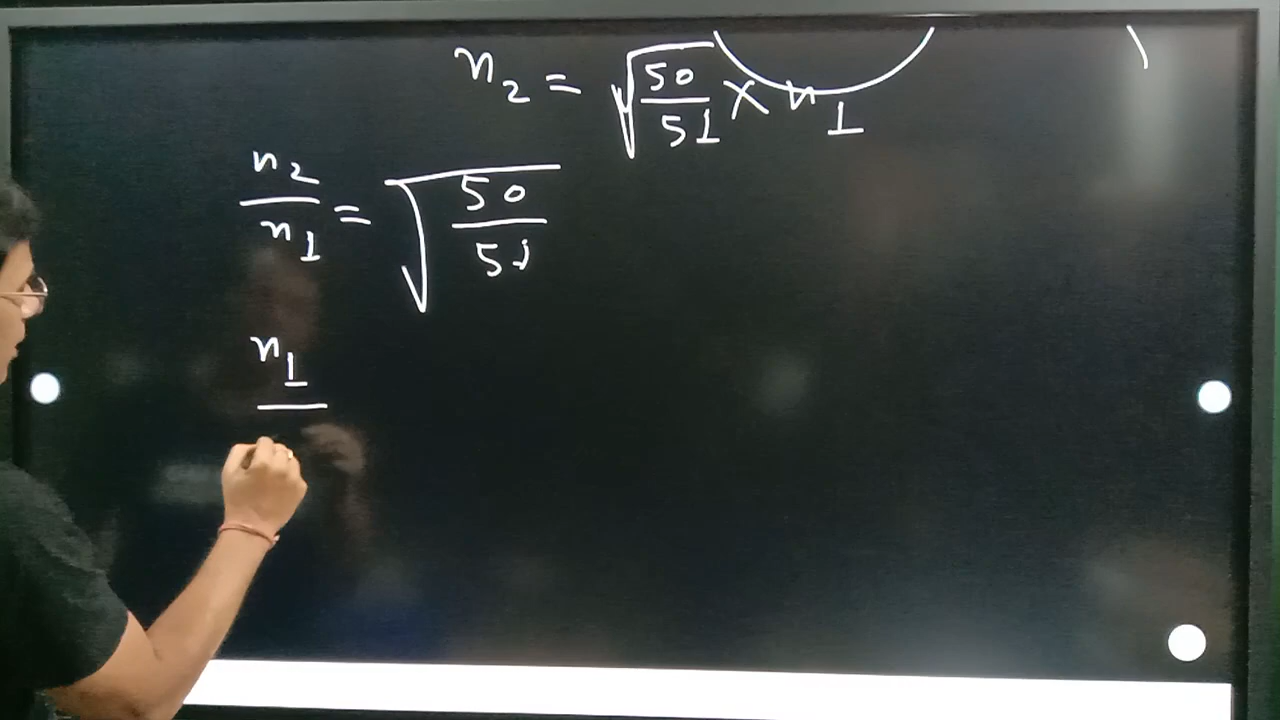 n₂ = √(50/51) × n₁
n₂/n₁ = √(50/51)
n₁/